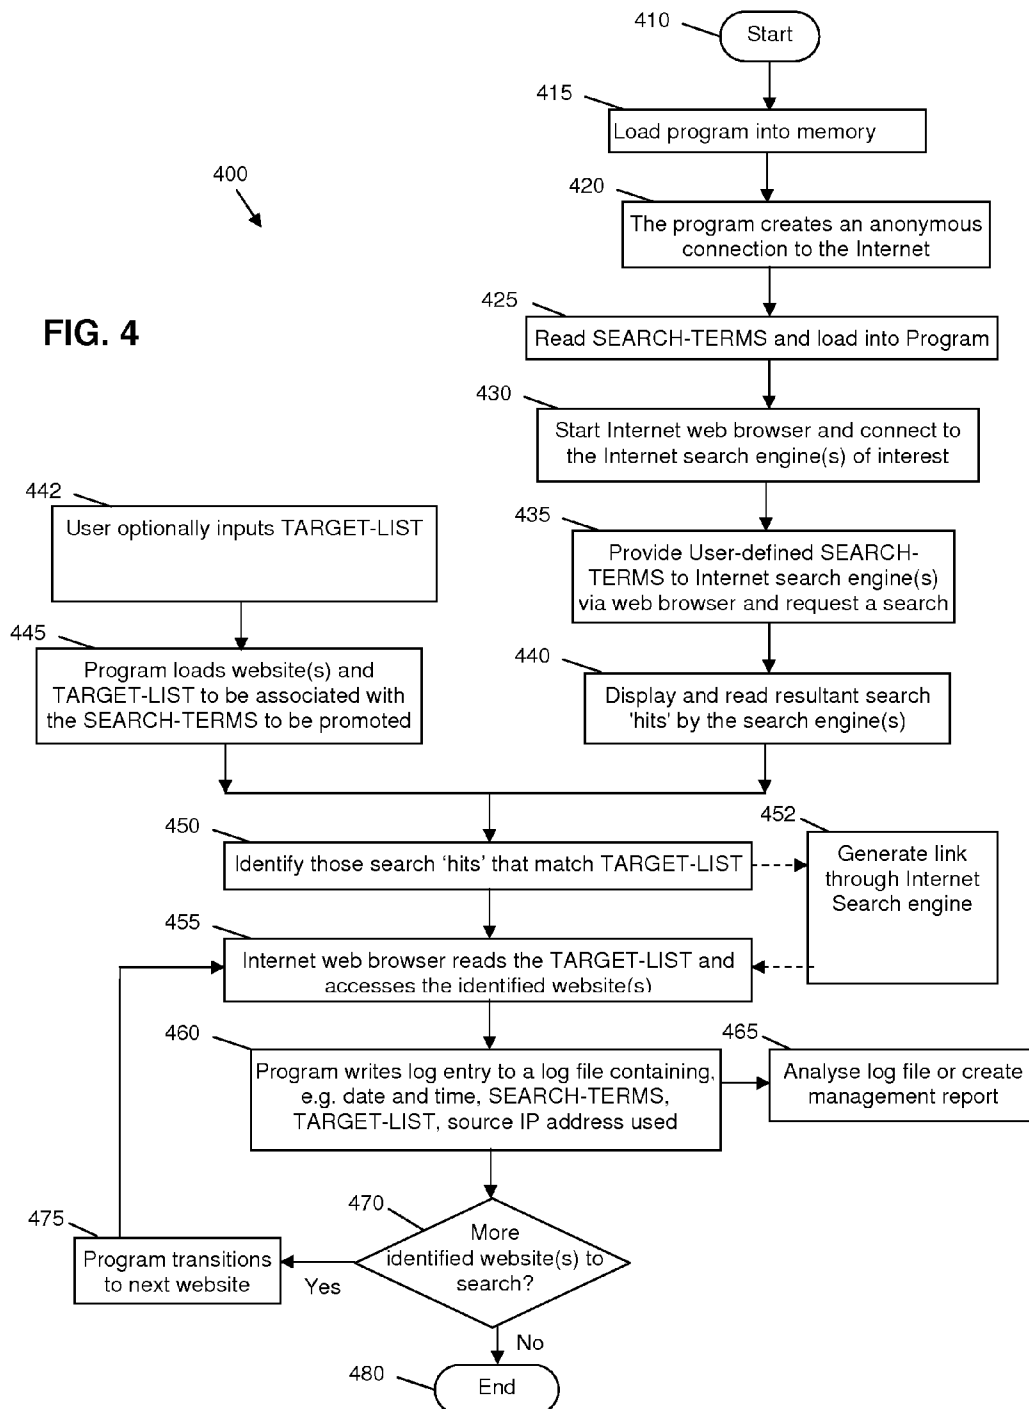 410
Start
415
Load program into memory
400
420
The program creates an anonymous
connection to the Internet
FIG. 4
425
Read SEARCH-TERMS and load into Program
430
Start Internet web browser and connect to
the Internet search engine(s) of interest
442
User optionally inputs TARGET-LIST
435
Provide User-defined SEARCH-
TERMS to Internet search engine(s)
via web browser and request a search
445
Program loads website(s) and
TARGET-LIST to be associated with
the SEARCH-TERMS to be promoted
440
Display and read resultant search
'hits' by the search engine(s)
450
Identify those search ‘hits’ that match TARGET-LIST
452
Generate link
through Internet
Search engine
455
Internet web browser reads the TARGET-LIST and
accesses the identified website(s)
460
Program writes log entry to a log file containing,
e.g. date and time, SEARCH-TERMS,
TARGET-LIST, source IP address used
465
Analyse log file or create
management report
470
More
identified website(s) to
search?
475
Program transitions
to next website
Yes
No
480
End